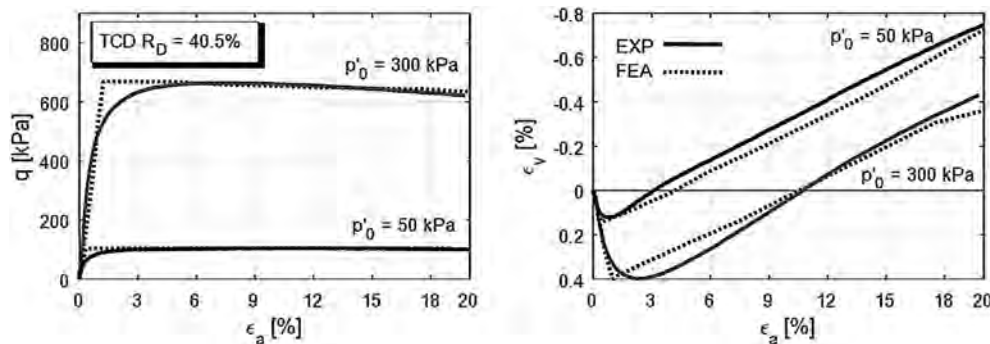 TCD R_D = 40.5%
p'_0 = 300 kPa
p'_0 = 50 kPa
q [kPa]
800
600
400
200
0
0 3 6 9 12 15 18 20
ϵ_a [%]
EXP
FEA
p'_0 = 50 kPa
p'_0 = 300 kPa
ϵ_v [%]
-0.8
-0.6
-0.4
-0.2
0
0.2
0.4
0 3 6 9 12 15 18 20
ϵ_a [%]